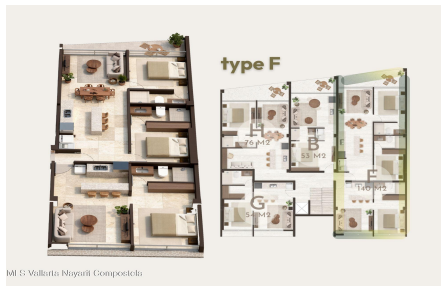 type F
H
76 M2
B
53 M2
F
140 M2
G
54 M2
MLS Vallarta Nayarit Compostela